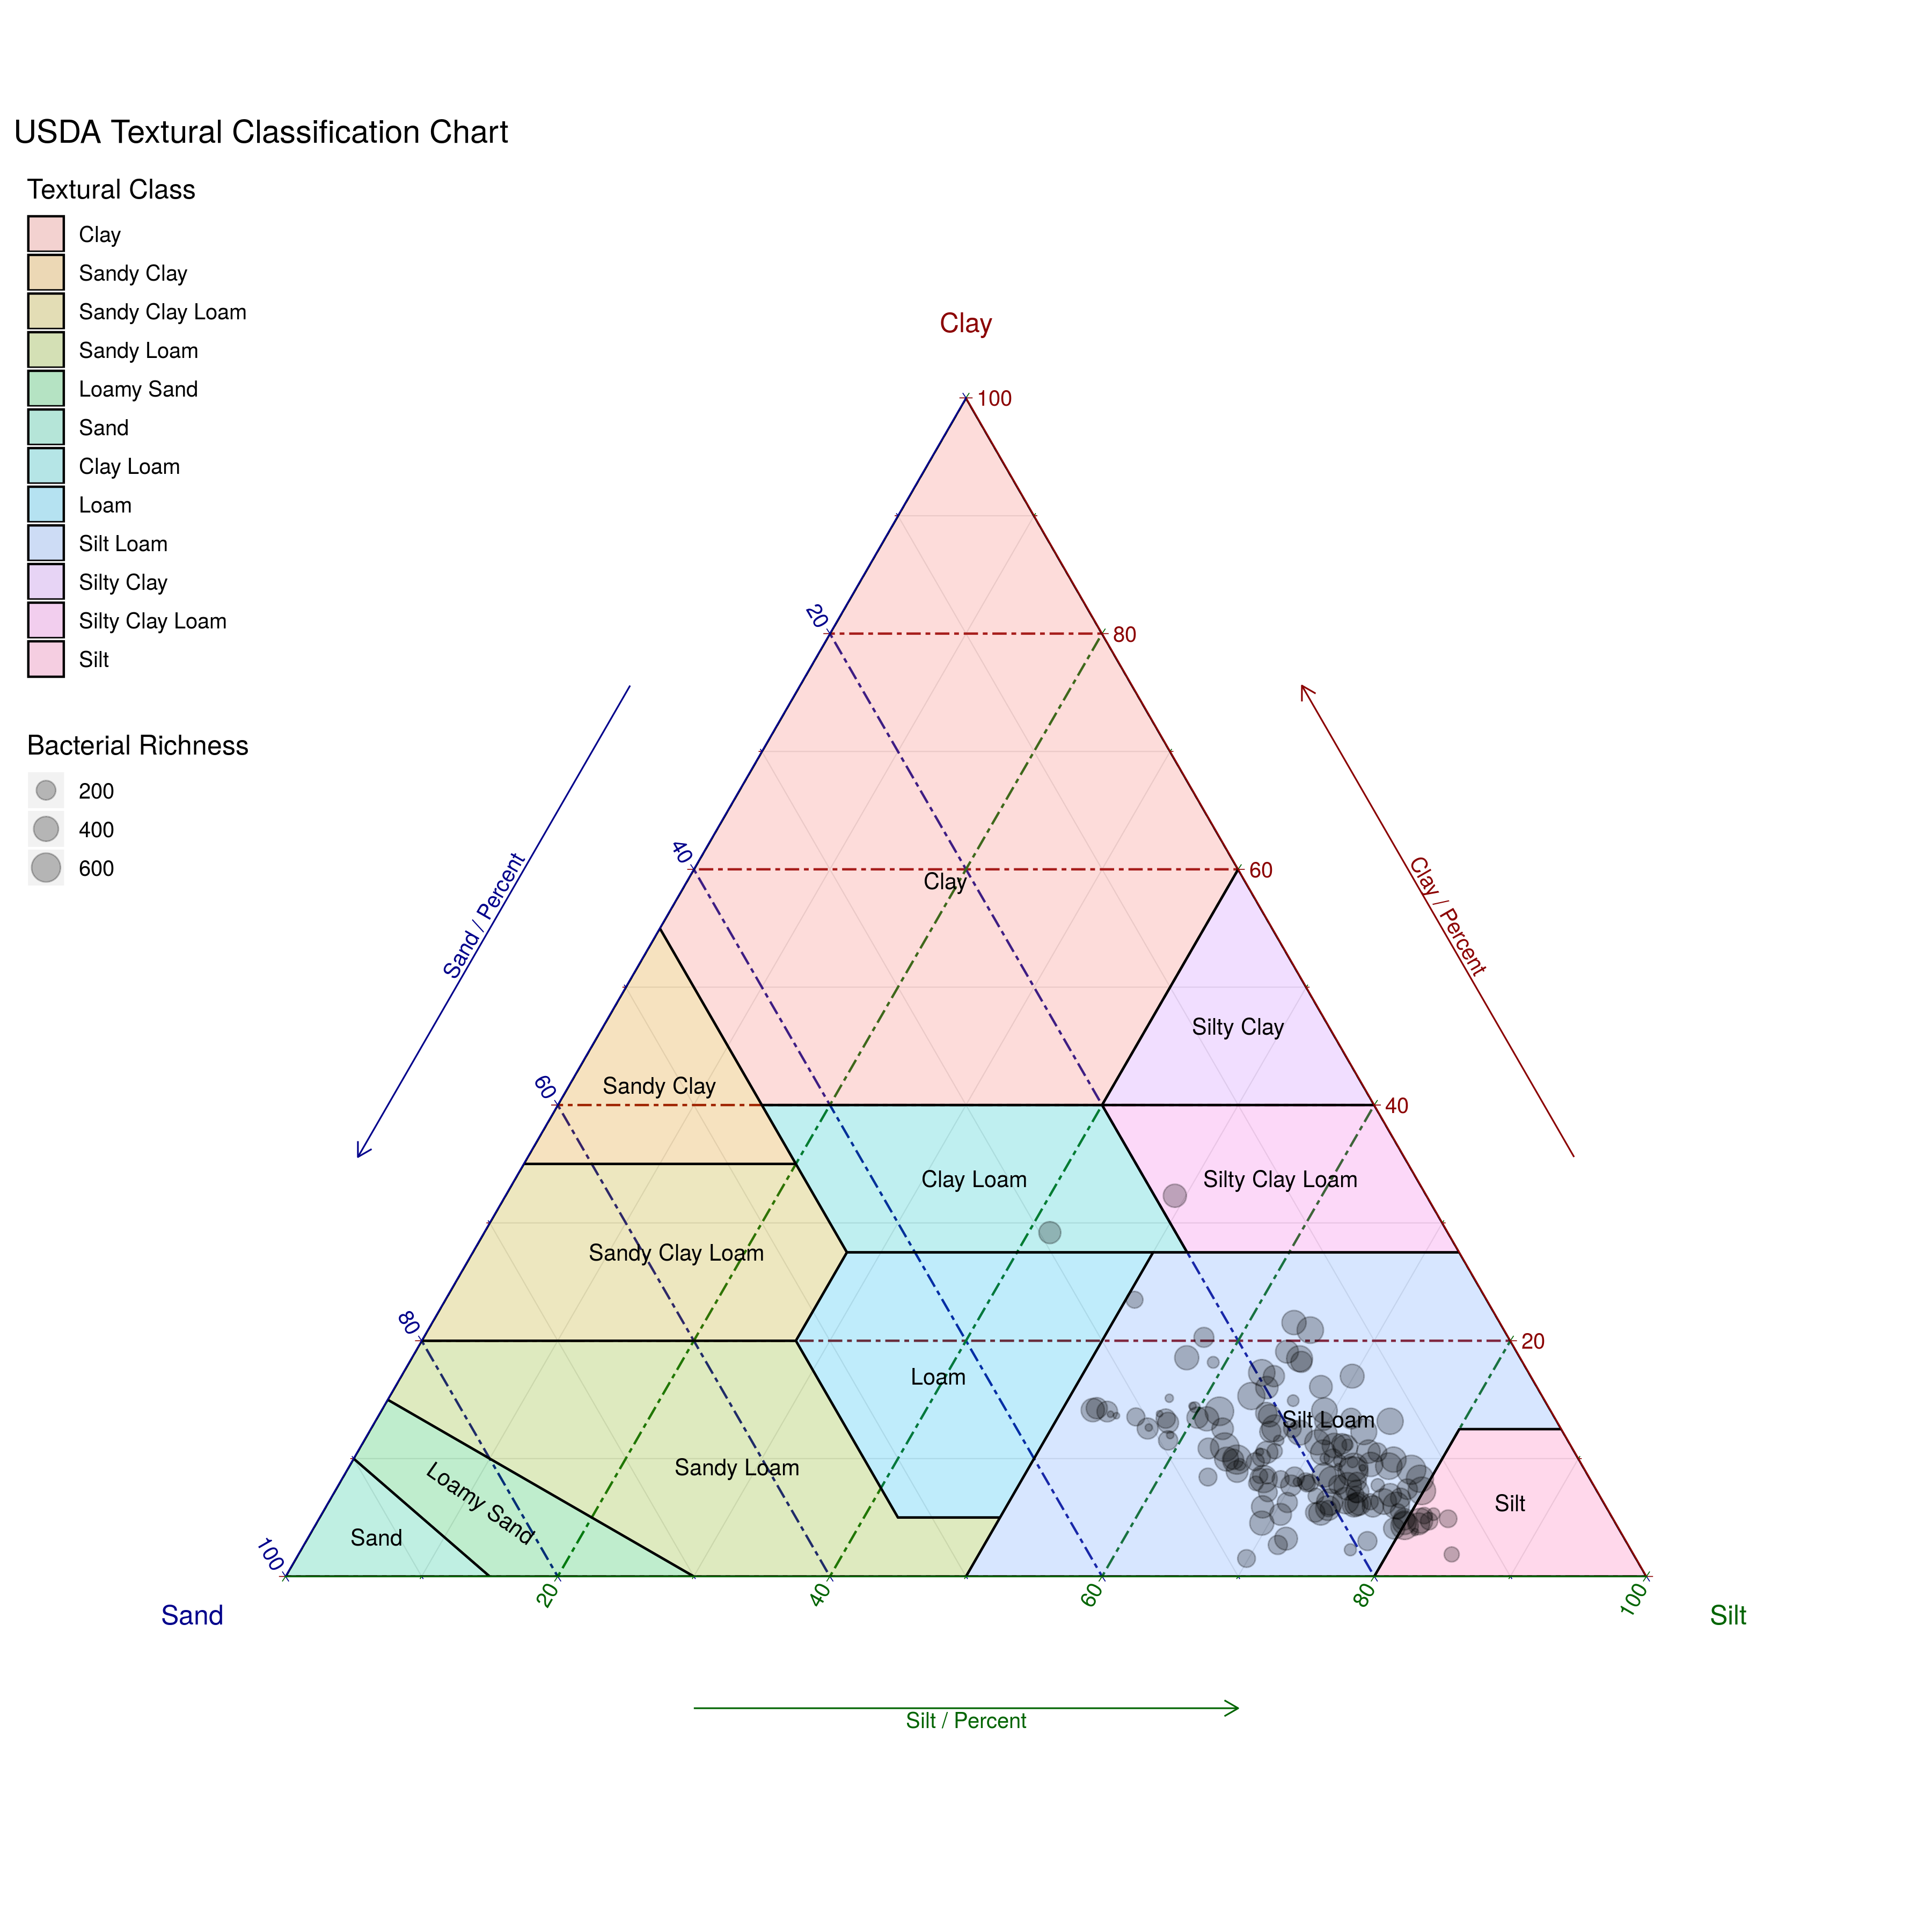 USDA Textural Classification Chart
Textural Class
Clay
Sandy Clay
Sandy Clay Loam
Sandy Loam
Loamy Sand
Sand
Clay Loam
Loam
Silt Loam
Silty Clay
Silty Clay Loam
Silt
Bacterial Richness
200
400
600
Clay
100
20
80
40
60
Clay
Sand / Percent
Clay / Percent
Silty Clay
60
Sandy Clay
40
Clay Loam
Silty Clay Loam
Sandy Clay Loam
80
20
Loam
Silt Loam
Sandy Loam
Loamy Sand
Silt
Sand
100
20
40
60
80
100
Sand
Silt
Silt / Percent